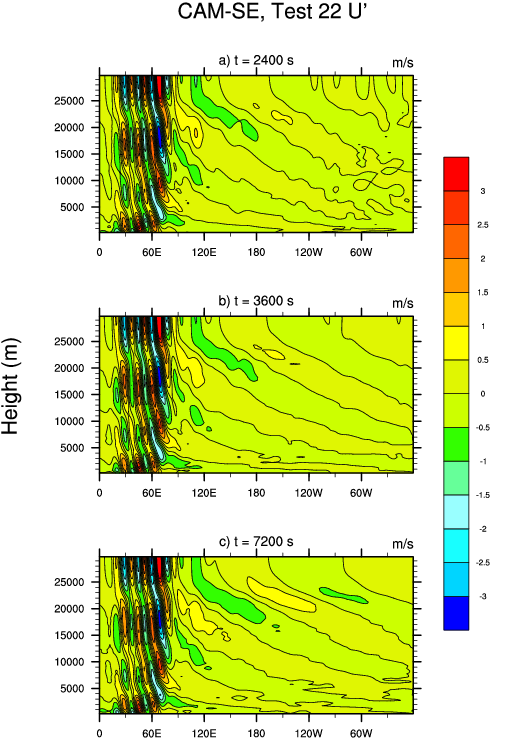 CAM-SE, Test 22 U'
a) t = 2400 s
m/s
25000
20000
15000
10000
5000
0
60E
120E
180
120W
60W
b) t = 3600 s
m/s
25000
20000
15000
10000
5000
0
60E
120E
180
120W
60W
c) t = 7200 s
m/s
25000
20000
15000
10000
5000
0
60E
120E
180
120W
60W
Height (m)
3
2.5
2
1.5
1
0.5
0
-0.5
-1
-1.5
-2
-2.5
-3